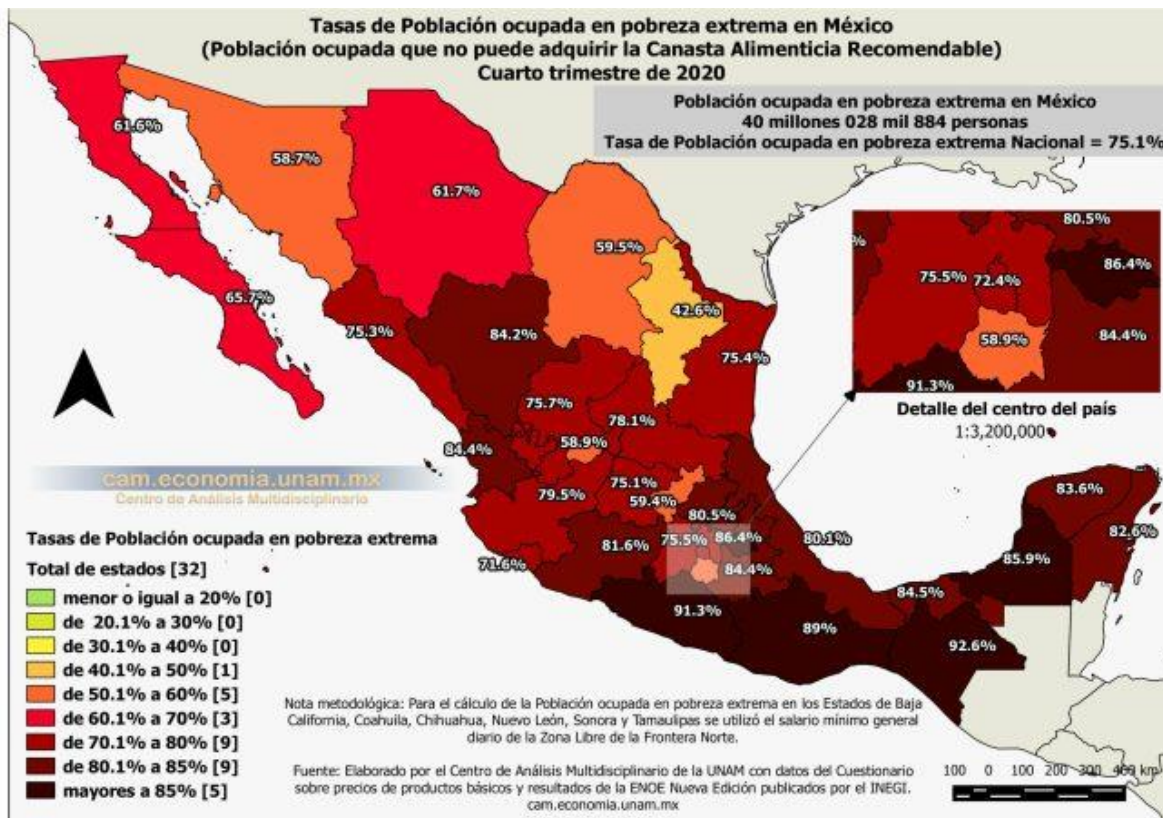 Tasas de Población ocupada en pobreza extrema en México
(Población ocupada que no puede adquirir la Canasta Alimenticia Recomendable)
Cuarto trimestre de 2020
Población ocupada en pobreza extrema en México
40 millones 028 mil 884 personas
Tasa de Población ocupada en pobreza extrema Nacional = 75.1%
61.6%
58.7%
61.7%
59.5%
42.6%
65.7%
75.3%
84.2%
75.4%
75.7%
78.1%
84.4%
58.9%
79.5%
75.1%
59.4%
80.5%
71.6%
81.6%
75.5%
86.4%
84.4%
80.1%
91.3%
89%
84.5%
92.6%
85.9%
83.6%
82.6%
80.5%
86.4%
75.5%
72.4%
58.9%
84.4%
91.3%
Detalle del centro del país
1:3,200,000
cam.economia.unam.mx
Centro de Análisis Multidisciplinario
Tasas de Población ocupada en pobreza extrema
Total de estados [32]
menor o igual a 20% [0]
de 20.1% a 30% [0]
de 30.1% a 40% [0]
de 40.1% a 50% [1]
de 50.1% a 60% [5]
de 60.1% a 70% [3]
de 70.1% a 80% [9]
de 80.1% a 85% [9]
mayores a 85% [5]
Nota metodológica: Para el cálculo de la Población ocupada en pobreza extrema en los Estados de Baja
California, Coahuila, Chihuahua, Nuevo León, Sonora y Tamaulipas se utilizó el salario mínimo general
diario de la Zona Libre de la Frontera Norte.
Fuente: Elaborado por el Centro de Análisis Multidisciplinario de la UNAM con datos del Cuestionario
sobre precios de productos básicos y resultados de la ENOE Nueva Edición publicados por el INEGI.
cam.economia.unam.mx
100 0 100 200 300 400 km